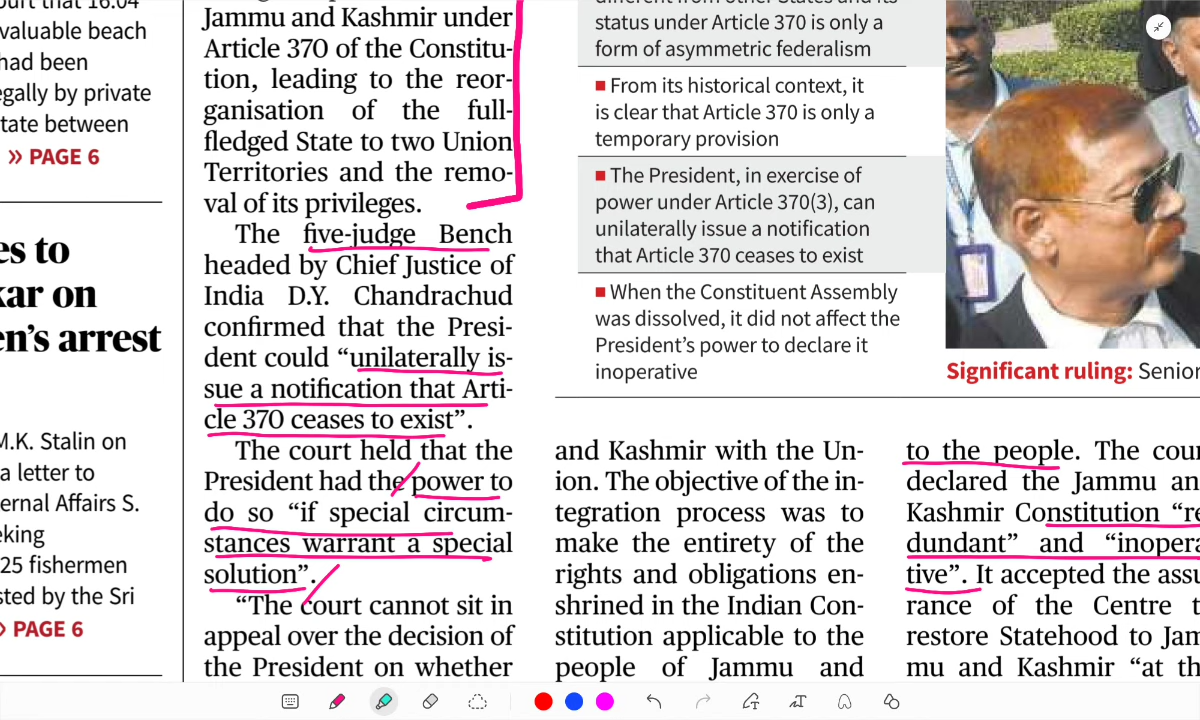 ourt that 16.04
valuable beach
had been
egally by private
tate between
» PAGE 6
es to
kar on
en’s arrest
M.K. Stalin on
a letter to
ernal Affairs S.
eking
25 fishermen
sted by the Sri
» PAGE 6
Jammu and Kashmir under
Article 370 of the Constitu-
tion, leading to the reor-
ganisation of the full-
fledged State to two Union
Territories and the remo-
val of its privileges.
The five-judge Bench
headed by Chief Justice of
India D.Y. Chandrachud
confirmed that the Presi-
dent could “unilaterally is-
sue a notification that Arti-
cle 370 ceases to exist”.
The court held that the
President had the power to
do so “if special circum-
stances warrant a special
solution”.
“The court cannot sit in
appeal over the decision of
the President on whether
different from other States and its
status under Article 370 is only a
form of asymmetric federalism
From its historical context, it
is clear that Article 370 is only a
temporary provision
The President, in exercise of
power under Article 370(3), can
unilaterally issue a notification
that Article 370 ceases to exist
When the Constituent Assembly
was dissolved, it did not affect the
President’s power to declare it
inoperative
Significant ruling: Senior
and Kashmir with the Un-
ion. The objective of the in-
tegration process was to
make the entirety of the
rights and obligations en-
shrined in the Indian Con-
stitution applicable to the
people of Jammu and
to the people. The cou
declared the Jammu an
Kashmir Constitution “re
dundant” and “inopera
tive”. It accepted the assu
rance of the Centre t
restore Statehood to Jam
mu and Kashmir “at th